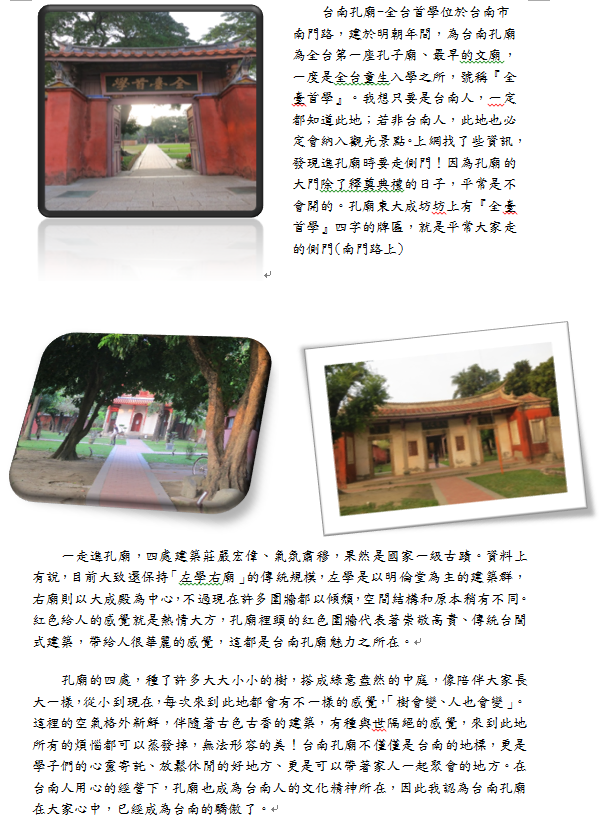 全臺首學
台南孔廟-全台首學位於台南市
南門路，建於明朝年間，為台南孔廟
為全台第一座孔子廟、最早的文廟，
一度是全台童生入學之所，號稱『全
臺首學』。我想只要是台南人，一定
都知道此地；若非台南人，此地也必
定會納入觀光景點。上網找了些資訊，
發現進孔廟時要走側門！因為孔廟的
大門除了釋奠典禮的日子，平常是不
會開的。孔廟東大成坊坊上有『全臺
首學』四字的牌區，就是平常大家走
的側門(南門路上)
一走進孔廟，四處建築莊嚴宏偉、氣氛肅穆，果然是國家一級古蹟。資料上
有說，目前大致還保持「左學右廟」的傳統規模，左學是以明倫堂為主的建築群，
右廟則以大成殿為中心，不過現在許多圍牆都以傾頹，空間結構和原本稍有不同。
紅色給人的感覺就是熱情大方，孔廟裡頭的紅色圍牆代表著崇敬高貴、傳統台閩
式建築，帶給人很華麗的感覺，這都是台南孔廟魅力之所在。
孔廟的四處，種了許多大大小小的樹，搭成綠意盎然的中庭，像陪伴大家長
大一樣，從小到現在，每次來到此地都會有不一樣的感覺，「樹會變、人也會變」。
這裡的空氣格外新鮮，伴隨著古色古香的建築，有種與世隔絕的感覺，來到此地
所有的煩惱都可以蒸發掉，無法形容的美！台南孔廟不僅僅是台南的地標，更是
學子們的心靈寄託、放鬆休閒的好地方、更是可以帶著家人一起聚會的地方。在
台南人用心的經營下，孔廟也成為台南人的文化精神所在，因此我認為台南孔廟
在大家心中，已經成為台南的驕傲了。